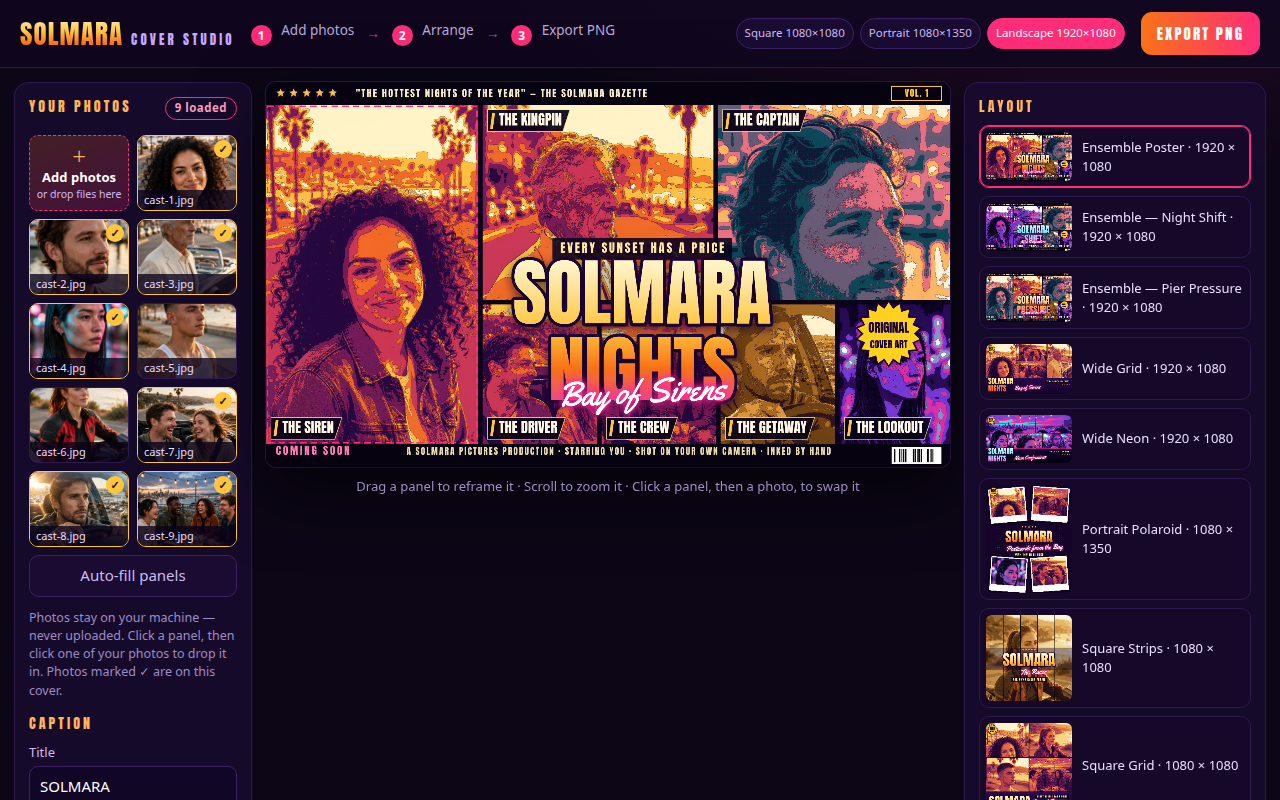 SOLMARA COVER STUDIO
1 Add photos → 2 Arrange → 3 Export PNG
Square 1080×1080
Portrait 1080×1350
Landscape 1920×1080
EXPORT PNG
YOUR PHOTOS
9 loaded
+
Add photos
or drop files here
cast-1.jpg
cast-2.jpg
cast-3.jpg
cast-4.jpg
cast-5.jpg
cast-6.jpg
cast-7.jpg
cast-8.jpg
cast-9.jpg
Auto-fill panels
Photos stay on your machine —
never uploaded. Click a panel, then
click one of your photos to drop it
in. Photos marked ✓ are on this
cover.
CAPTION
Title
SOLMARA
★ ★ ★ ★ ★ "THE HOTTEST NIGHTS OF THE YEAR" — THE SOLMARA GAZETTE
VOL. 1
THE KINGPIN
THE CAPTAIN
EVERY SUNSET HAS A PRICE
SOLMARA
NIGHTS
Bay of Sirens
ORIGINAL
COVER ART
THE SIREN
THE DRIVER
THE CREW
THE GETAWAY
THE LOOKOUT
COMING SOON
A SOLMARA PICTURES PRODUCTION · STARRING YOU · SHOT ON YOUR OWN CAMERA · INKED BY HAND
Drag a panel to reframe it · Scroll to zoom it · Click a panel, then a photo, to swap it
LAYOUT
Ensemble Poster · 1920 ×
1080
Ensemble — Night Shift ·
1920 × 1080
Ensemble — Pier Pressure
· 1920 × 1080
Wide Grid · 1920 × 1080
Wide Neon · 1920 × 1080
SOLMARA
Postcards from the Bay
Portrait Polaroid · 1080 ×
1350
SOLMARA
Square Strips · 1080 ×
1080
Square Grid · 1080 × 1080